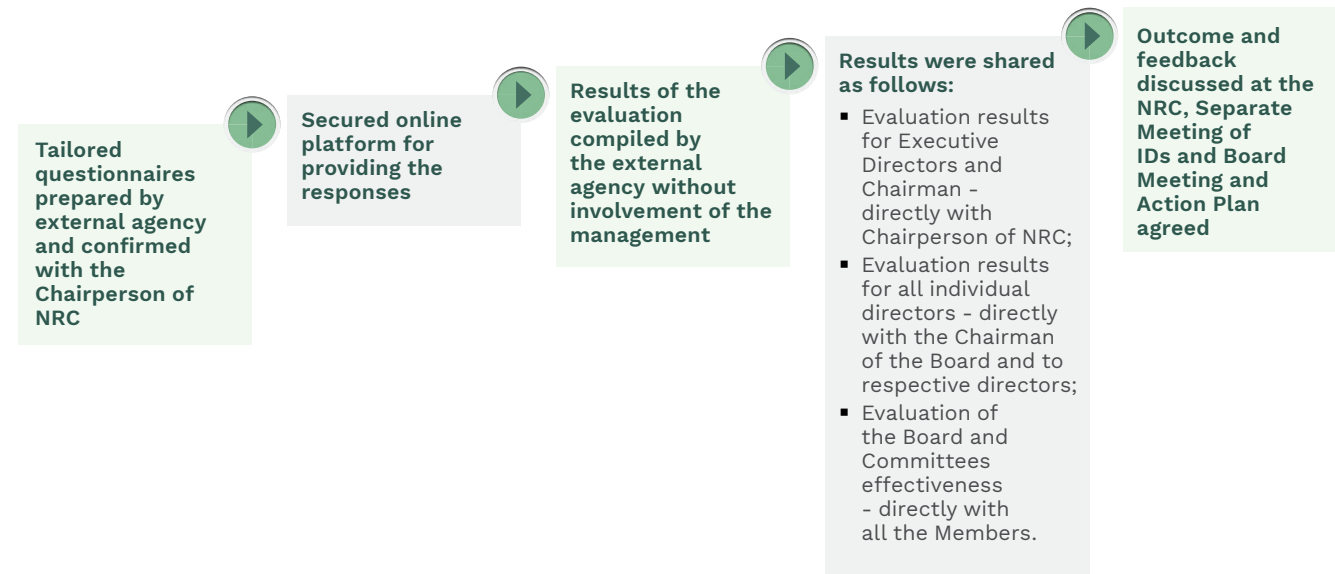 Tailored
questionnaires
prepared by
external agency
and confirmed
with the
Chairperson of
NRC
Secured online
platform for
providing the
responses
Results of the
evaluation
compiled by
the external
agency without
involvement of the
management
Results were shared
as follows:
▪ Evaluation results
for Executive
Directors and
Chairman -
directly with
Chairperson of NRC;
▪ Evaluation results
for all individual
directors - directly
with the Chairman
of the Board and to
respective directors;
▪ Evaluation of
the Board and
Committees
effectiveness
- directly with
all the Members.
Outcome and
feedback
discussed at the
NRC, Separate
Meeting of
IDs and Board
Meeting and
Action Plan
agreed